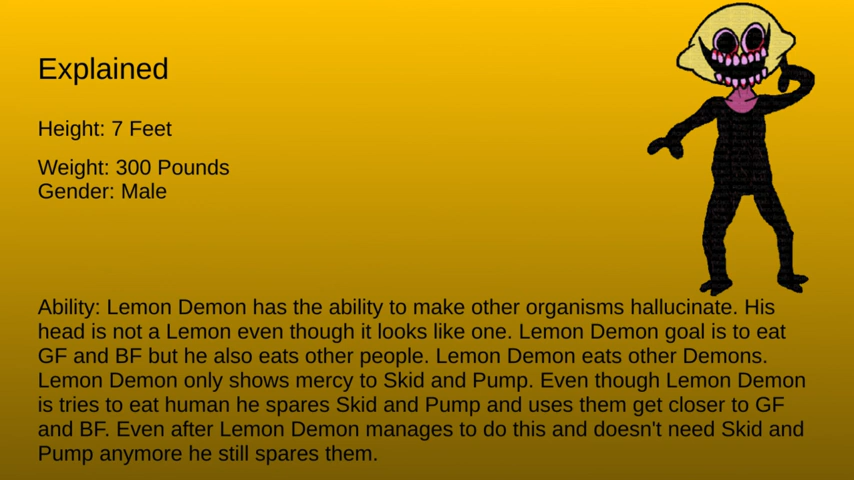 Explained
Height: 7 Feet
Weight: 300 Pounds
Gender: Male
Ability: Lemon Demon has the ability to make other organisms hallucinate. His
head is not a Lemon even though it looks like one. Lemon Demon goal is to eat
GF and BF but he also eats other people. Lemon Demon eats other Demons.
Lemon Demon only shows mercy to Skid and Pump. Even though Lemon Demon
is tries to eat human he spares Skid and Pump and uses them get closer to GF
and BF. Even after Lemon Demon manages to do this and doesn't need Skid and
Pump anymore he still spares them.